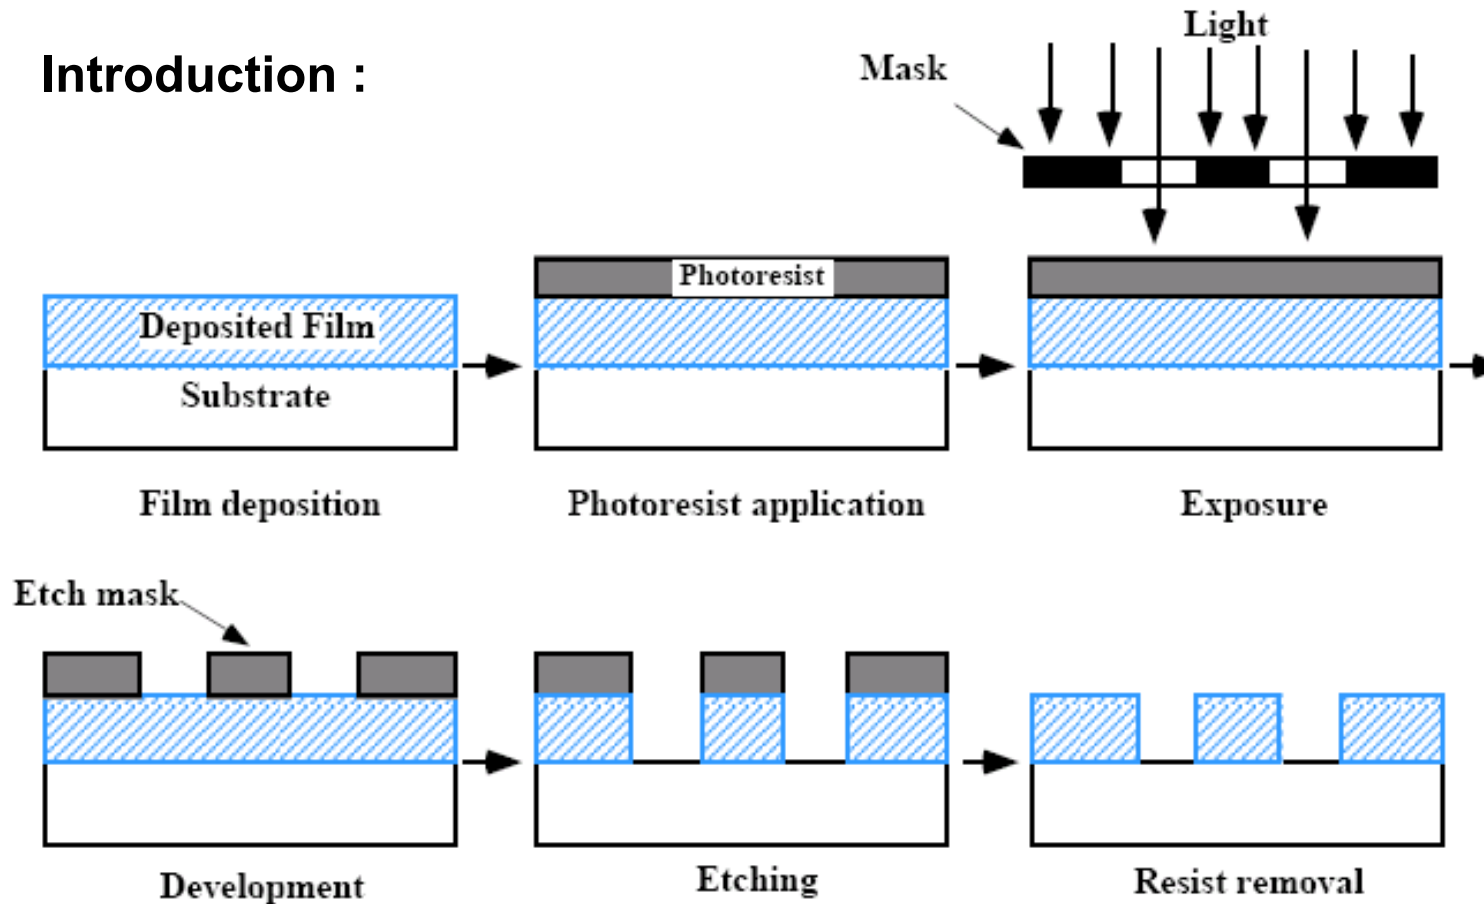 Introduction :
Light
Mask
Photoresist
Deposited Film
Substrate
Film deposition
Photoresist application
Exposure
Etch mask
Development
Etching
Resist removal